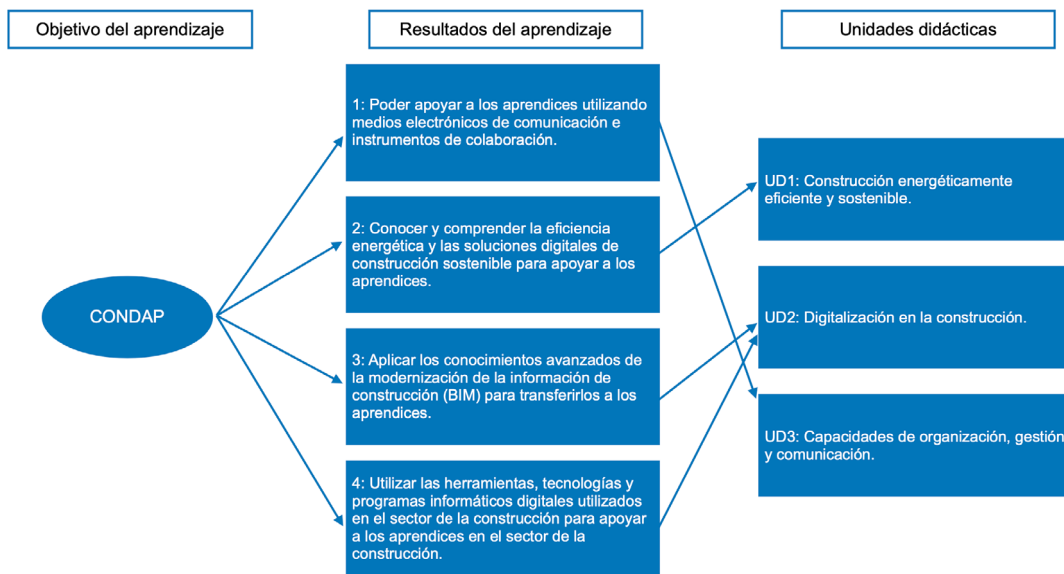 Objetivo del aprendizaje
Resultados del aprendizaje
Unidades didácticas
CONDAP
1: Poder apoyar a los aprendices utilizando
medios electrónicos de comunicación e
instrumentos de colaboración.
2: Conocer y comprender la eficiencia
energética y las soluciones digitales de
construcción sostenible para apoyar a los
aprendices.
3: Aplicar los conocimientos avanzados de
la modernización de la información de
construcción (BIM) para transferirlos a los
aprendices.
4: Utilizar las herramientas, tecnologías y
programas informáticos digitales utilizados
en el sector de la construcción para apoyar
a los aprendices en el sector de la
construcción.
UD1: Construcción energéticamente
eficiente y sostenible.
UD2: Digitalización en la construcción.
UD3: Capacidades de organización, gestión
y comunicación.